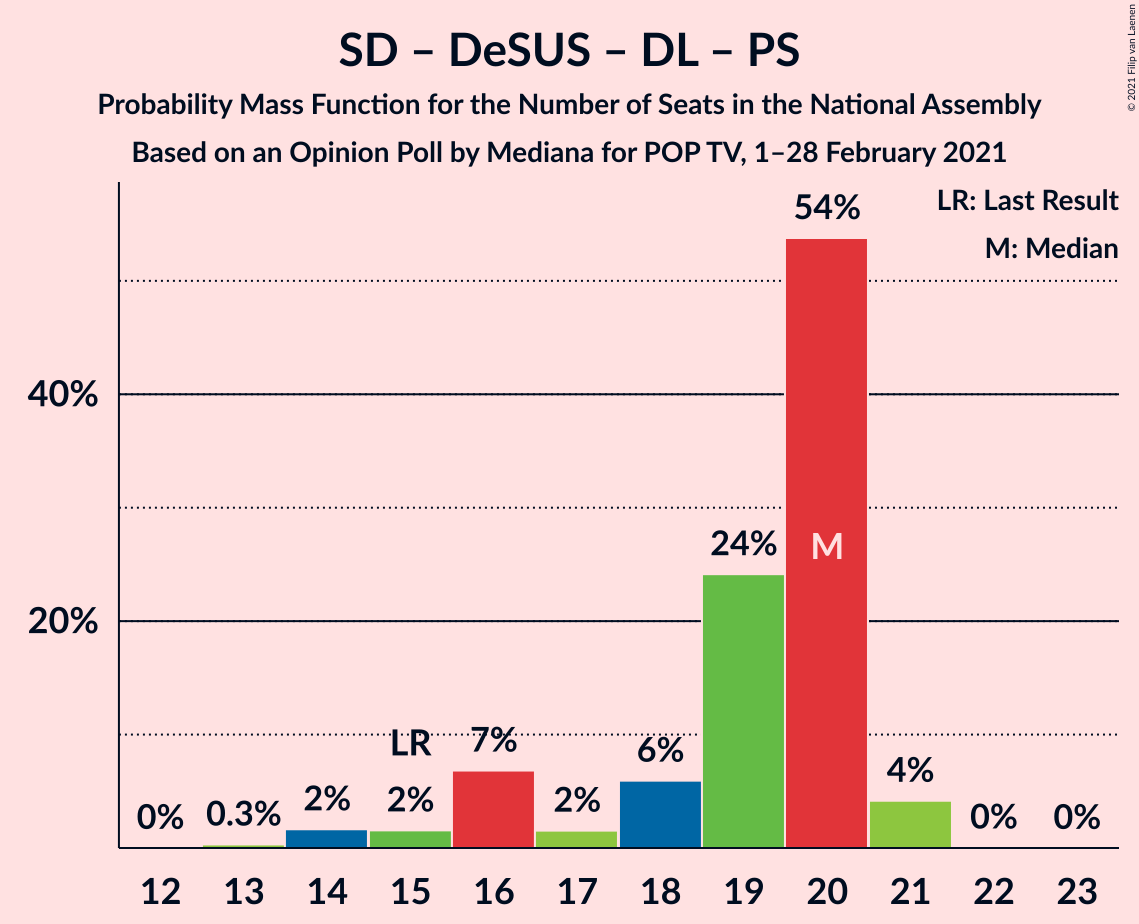 SD – DeSUS – DL – PS
Probability Mass Function for the Number of Seats in the National Assembly
Based on an Opinion Poll by Mediana for POP TV, 1–28 February 2021
© 2021 Filip van Laenen
LR: Last Result
M: Median
54%
40%
24%
M
20%
LR
7%
6%
4%
0%
0.3%
2%
2%
2%
0%
0%
12 13 14 15 16 17 18 19 20 21 22 23